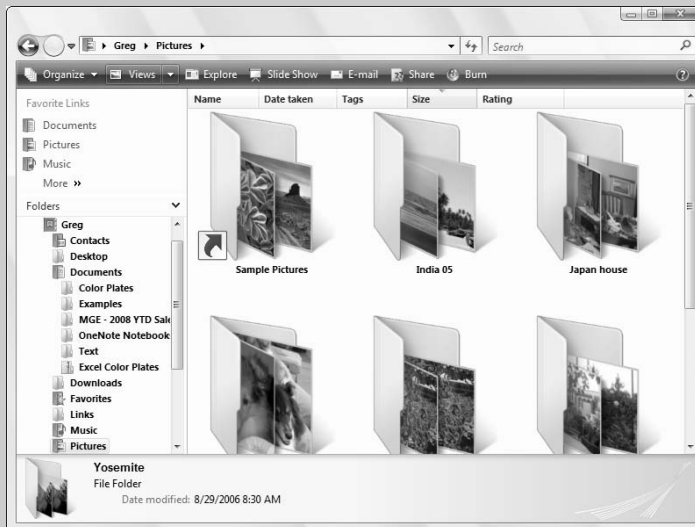 Greg Pictures
Search
Organize Views Explore Slide Show E-mail Share Burn
Favorite Links
Documents
Pictures
Music
More »
Folders
Greg
Contacts
Desktop
Documents
Color Plates
Examples
MGE - 2008 YTD Sale
OneNote Notebook
Text
Excel Color Plates
Downloads
Favorites
Links
Music
Pictures
Name Date taken Tags Size Rating
Sample Pictures India 05 Japan house
Yosemite
File Folder
Date modified: 8/29/2006 8:30 AM